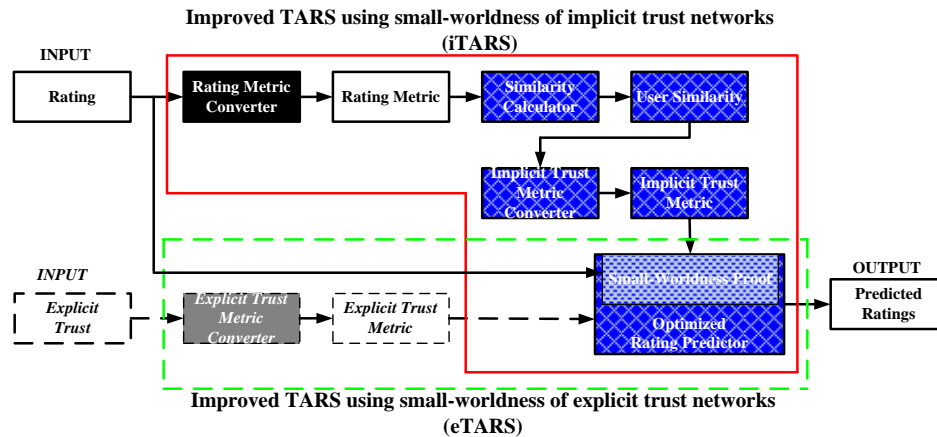 Improved TARS using small-worldness of implicit trust networks
(iTARS)
INPUT
Rating
Rating Metric
Converter
Rating Metric
Similarity
Calculator
User Similarity
Implicit Trust
Metric
Converter
Implicit Trust
Metric
INPUT
Explicit
Trust
Explicit Trust
Metric
Converter
Explicit Trust
Metric
Small-Worldness Proof
Optimized
Rating Predictor
OUTPUT
Predicted
Ratings
Improved TARS using small-worldness of explicit trust networks
(eTARS)